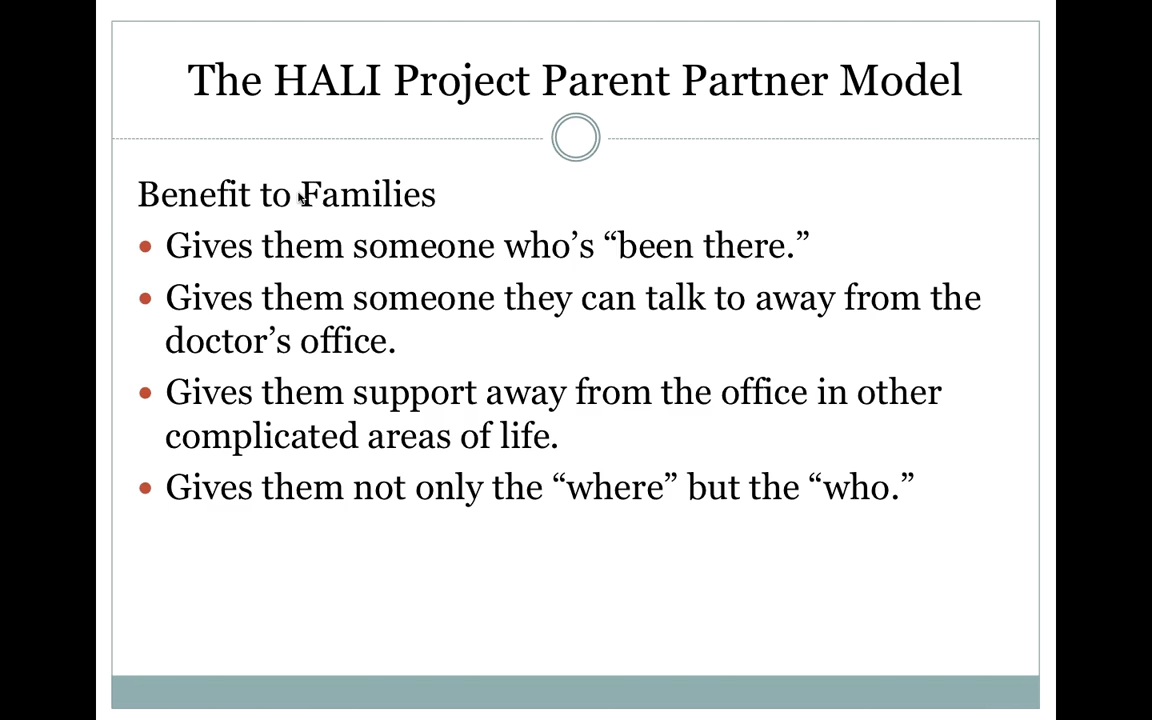 The HALI Project Parent Partner Model
Benefit to Families
• Gives them someone who’s “been there.”
• Gives them someone they can talk to away from the
doctor’s office.
• Gives them support away from the office in other
complicated areas of life.
• Gives them not only the “where” but the “who.”